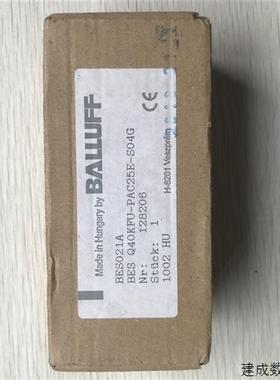 Made in Hungary by
BALLUFF
CE
H-8201 Veszprém
BES021A
BES Q40KFU-PAC25E-S04G
Nr: 128206
Stück: 1
1002 HU
建成数